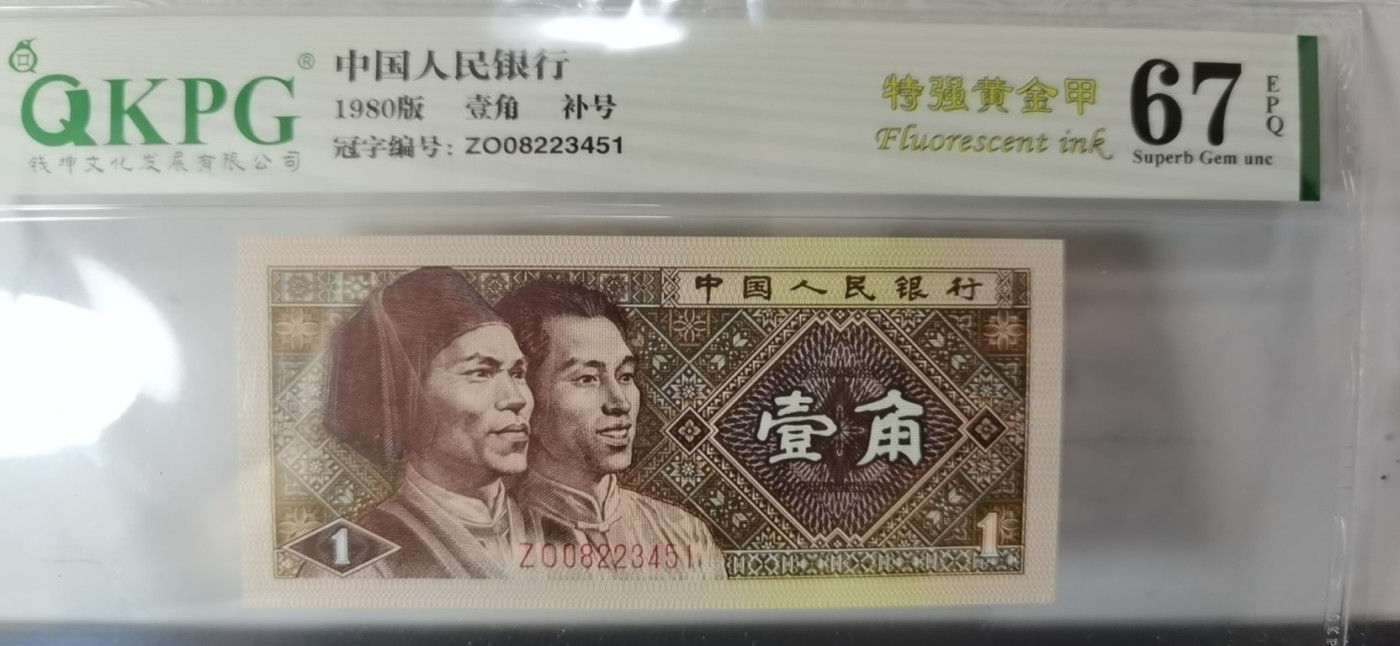 QKPG®
钱坤文化发展有限公司
中国人民银行
1980版 壹角 补号
冠字编号: ZO08223451
特强黄金甲
Fluorescent ink
67
EPQ
Superb Gem unc
中国人民银行
壹角
1
ZO08223451
1